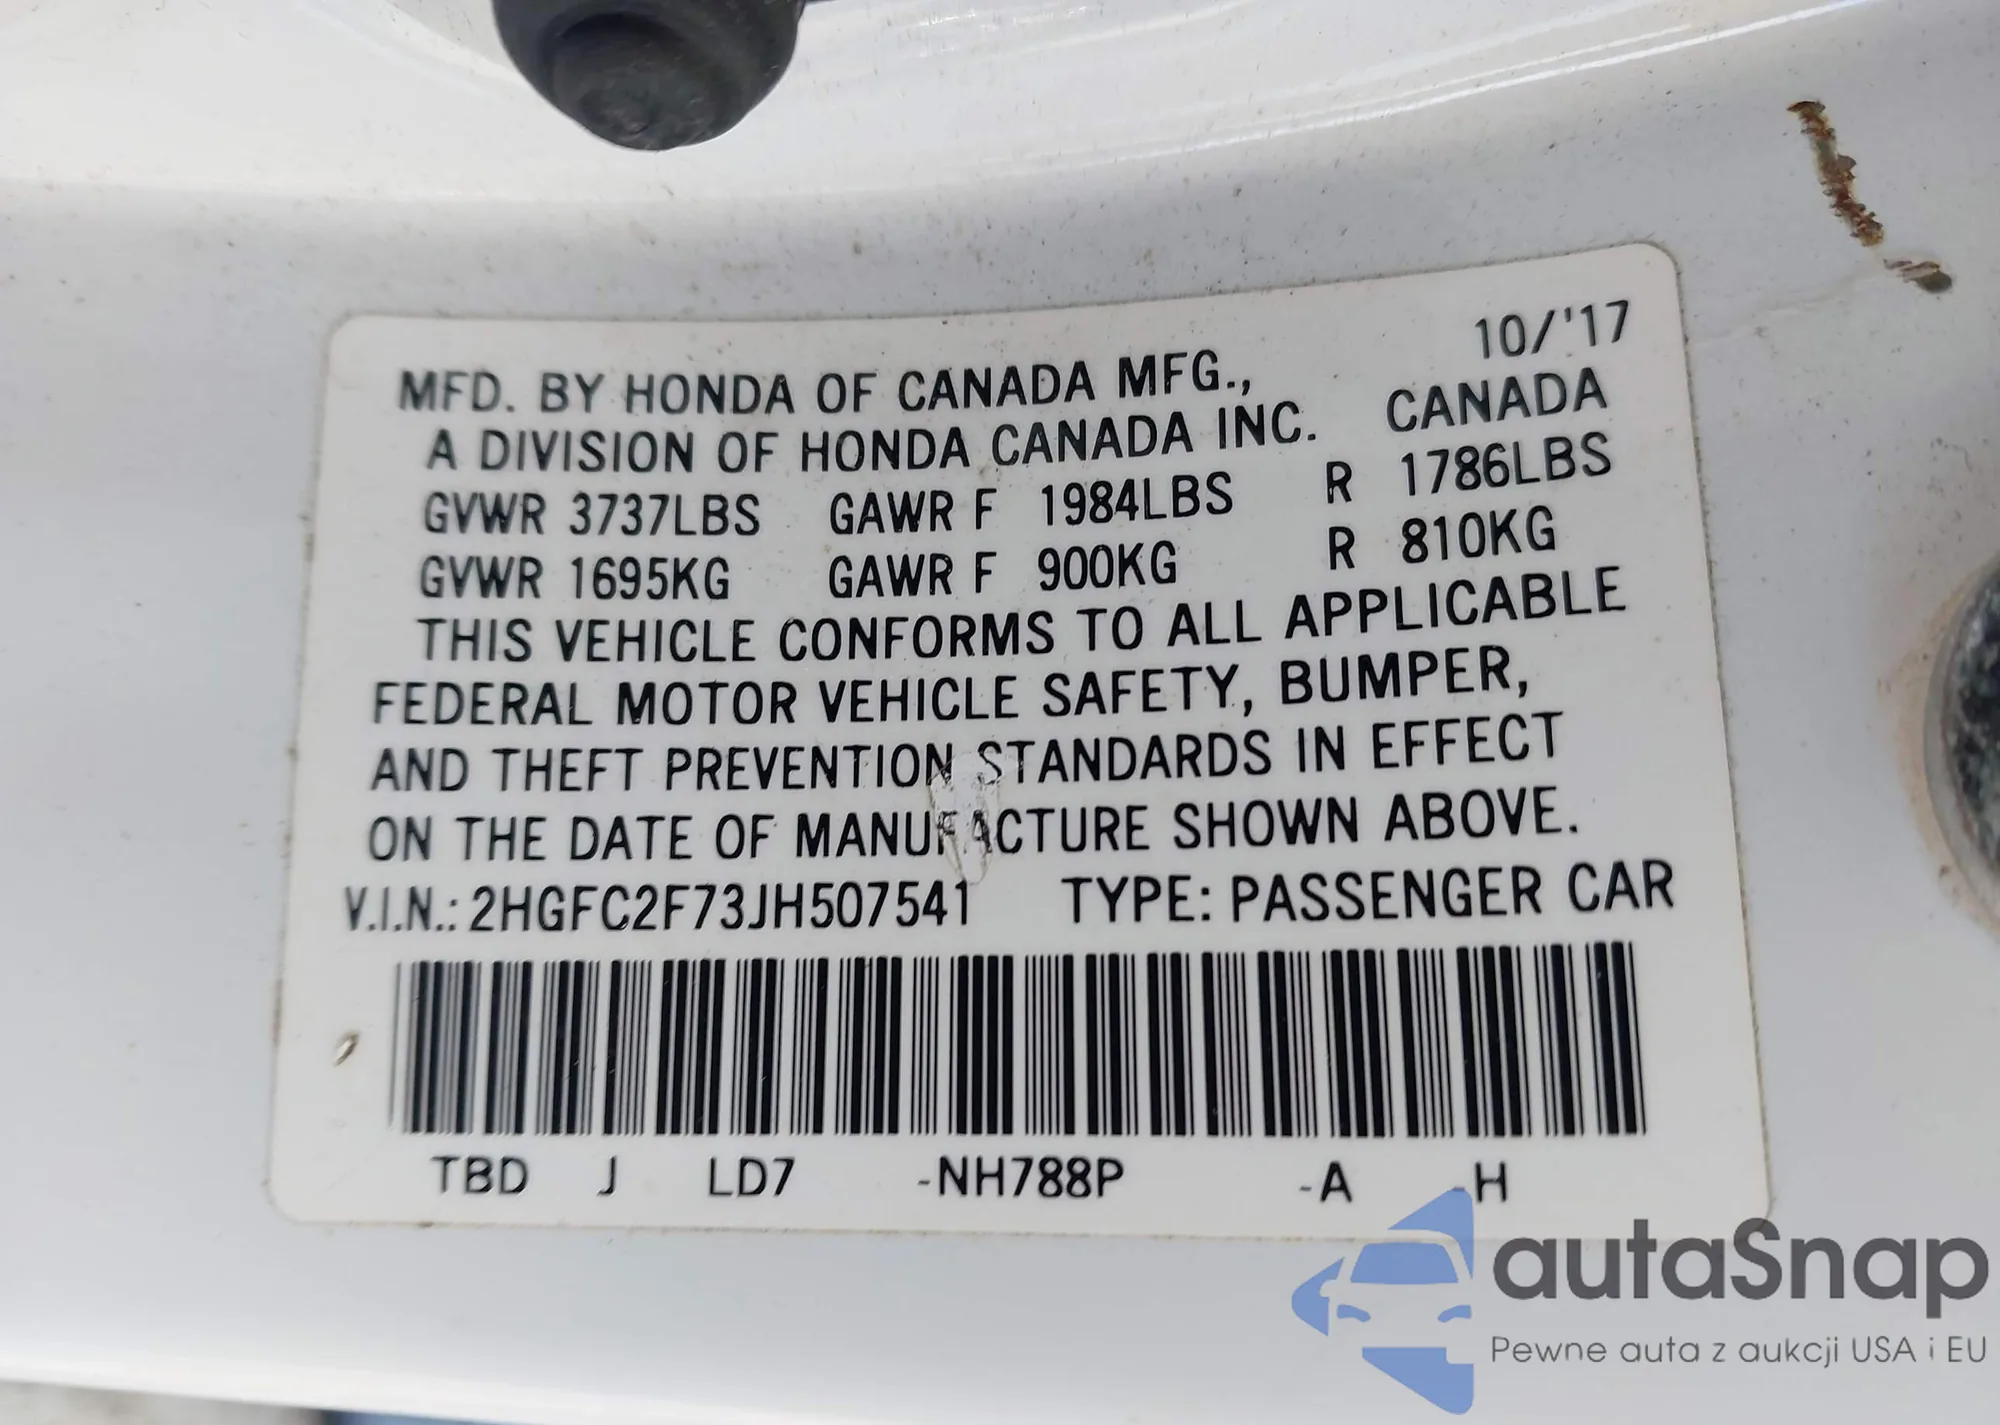 10/'17
MFD. BY HONDA OF CANADA MFG.,
A DIVISION OF HONDA CANADA INC. CANADA
GVWR 3737LBS GAWR F 1984LBS R 1786LBS
GVWR 1695KG GAWR F 900KG R 810KG
THIS VEHICLE CONFORMS TO ALL APPLICABLE
FEDERAL MOTOR VEHICLE SAFETY, BUMPER,
AND THEFT PREVENTION STANDARDS IN EFFECT
ON THE DATE OF MANUFACTURE SHOWN ABOVE.
V.I.N.: 2HGFC2F73JH507541 TYPE: PASSENGER CAR
TBD J LD7 -NH788P -A -H
autaSnap
Pewne auta z aukcji USA i EU